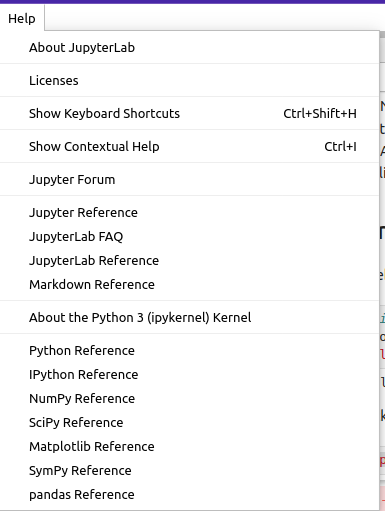 Help
About JupyterLab
Licenses
Show Keyboard Shortcuts Ctrl+Shift+H
Show Contextual Help Ctrl+I
Jupyter Forum
Jupyter Reference
JupyterLab FAQ
JupyterLab Reference
Markdown Reference
About the Python 3 (ipykernel) Kernel
Python Reference
IPython Reference
NumPy Reference
SciPy Reference
Matplotlib Reference
SymPy Reference
pandas Reference